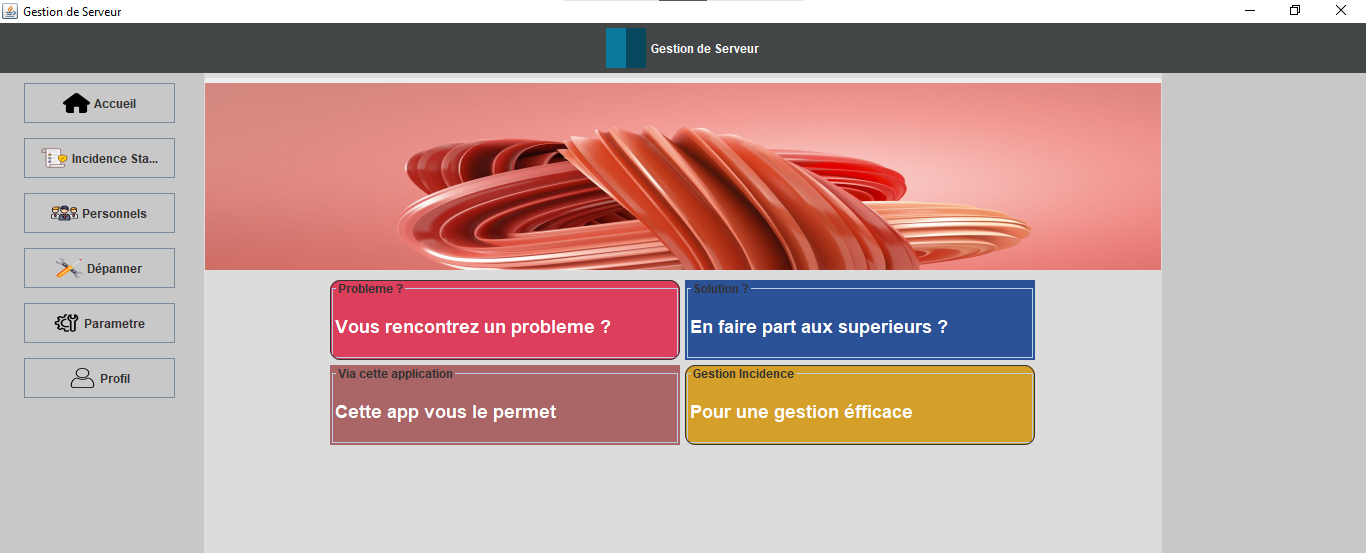 Gestion de Serveur
Gestion de Serveur
Accueil
Incidence Sta...
Personnels
Dépanner
Parametre
Profil
Probleme ?
Vous rencontrez un probleme ?
Solution ?
En faire part aux superieurs ?
Via cette application
Cette app vous le permet
Gestion Incidence
Pour une gestion éfficace